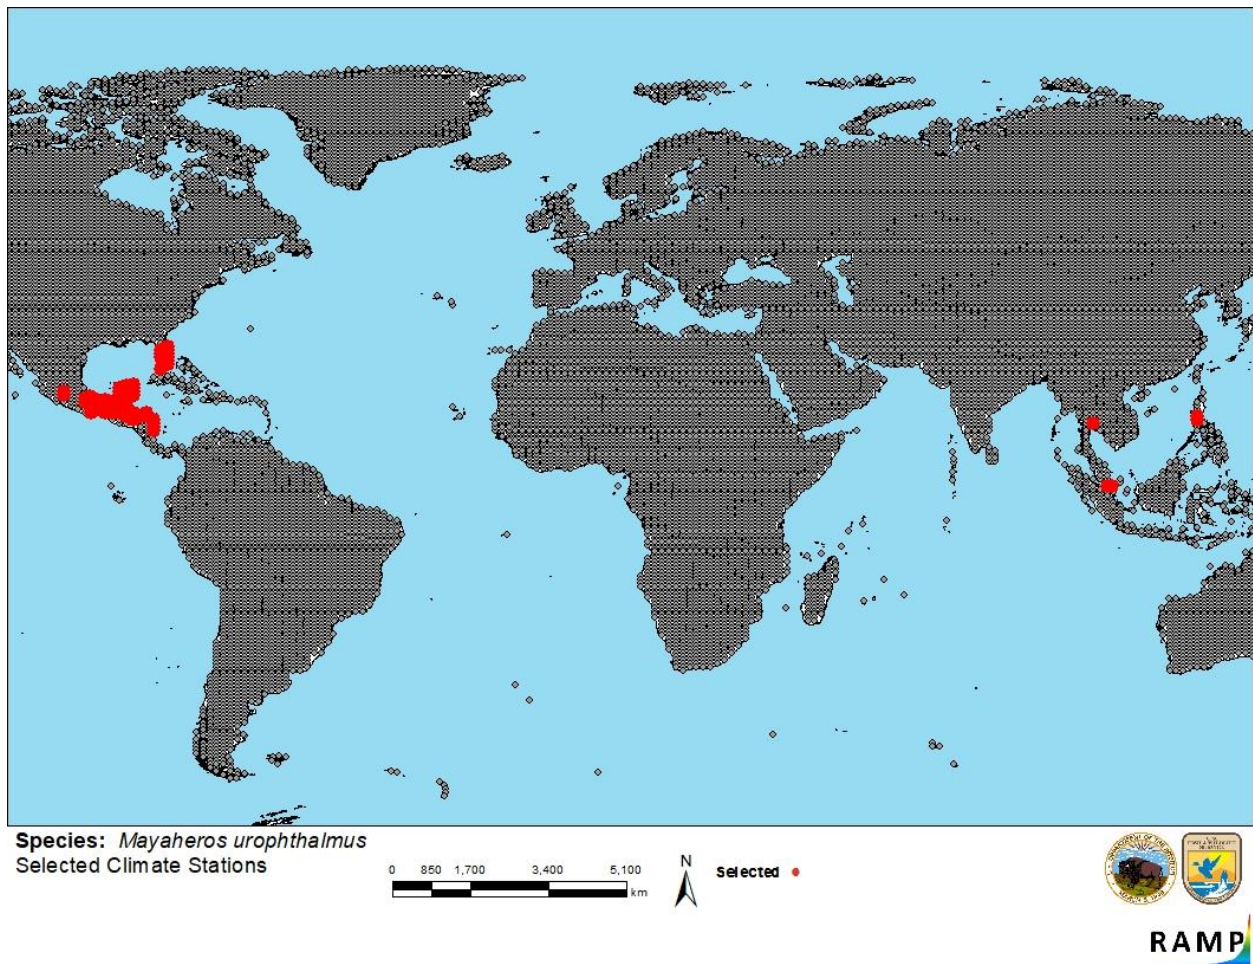 Species: Mayaheros urophthalmus
Selected Climate Stations
0 850 1,700 3,400 5,100
km
N
Selected
RAMP